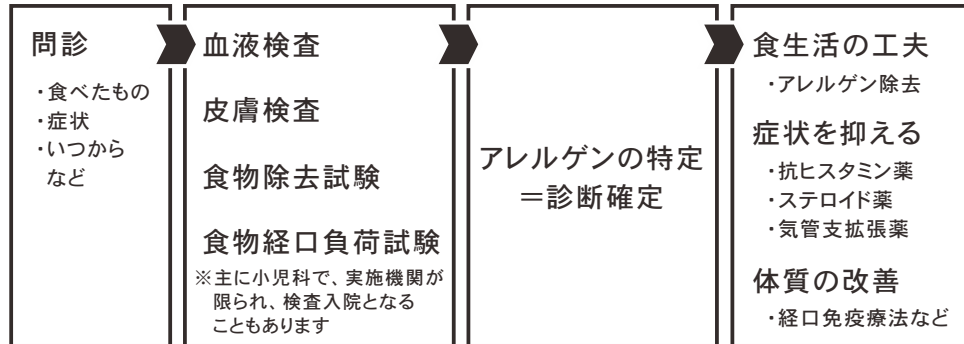 問診
・食べたもの
・症状
・いつから
など
血液検査
皮膚検査
食物除去試験
食物経口負荷試験
※主に小児科で、実施機関が
限られ、検査入院となる
こともあります
アレルゲンの特定
＝診断確定
食生活の工夫
・アレルゲン除去
症状を抑える
・抗ヒスタミン薬
・ステロイド薬
・気管支拡張薬
体質の改善
・経口免疫療法など